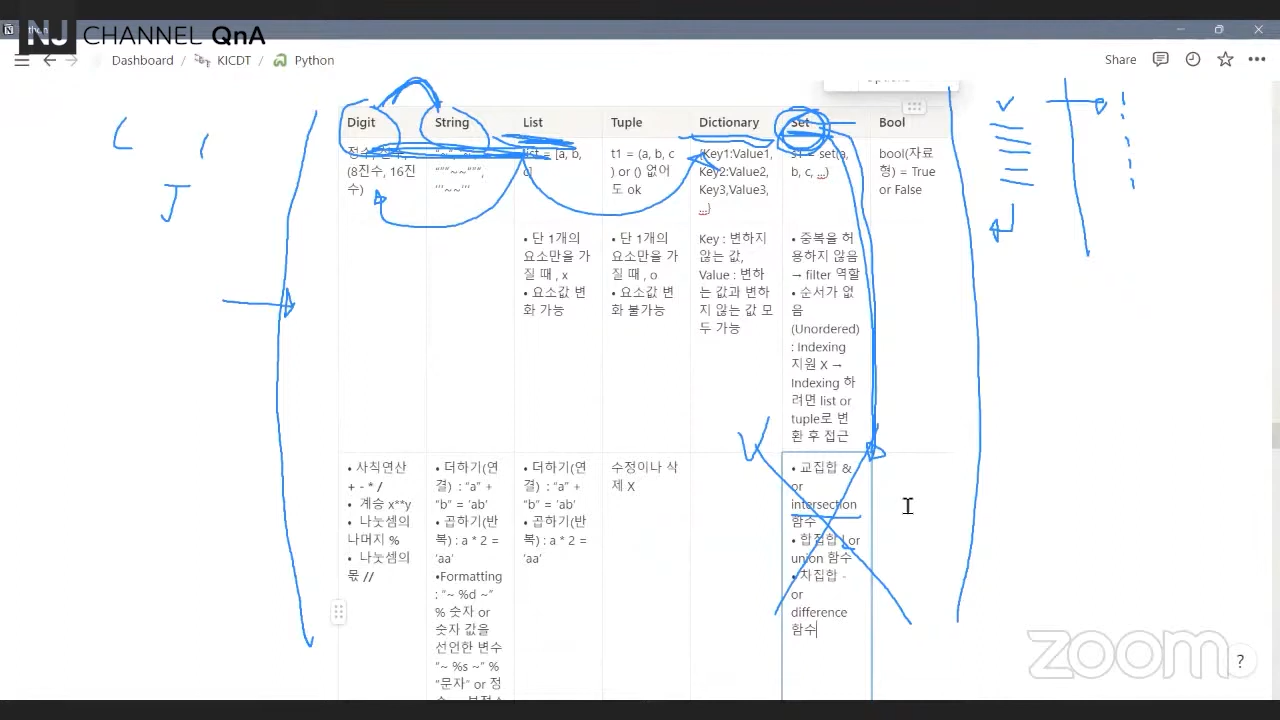 NJ CHANNEL QnA
Dashboard / KICDT / Python
Share
Digit
String
List
Tuple
Dictionary
Set
Bool
(8진수, 16진
수)
“““~~”””,
‘‘‘~~’’’
list = [a, b,
c]
t1 = (a, b, c
) or () 없어
도 ok
{Key1:Value1,
Key2:Value2,
Key3,Value3,
...}
s1 = set(a,
b, c, ...)
bool(자료
형) = True
or False
• 단 1개의
요소만을 가
질 때 , x
• 요소값 변
화 가능
• 단 1개의
요소만을 가
질 때 , o
• 요소값 변
화 불가능
Key : 변하지
않는 값,
Value : 변하
는 값과 변하
지 않는 값 모
두 가능
• 중복을 허
용하지 않음
→ filter 역할
• 순서가 없
음
(Unordered)
: Indexing
지원 X →
Indexing 하
려면 list or
tuple로 변
환 후 접근
• 사칙연산
+ - * /
• 계승 x**y
• 나눗셈의
나머지 %
• 나눗셈의
몫 //
• 더하기(연
결) : “a” +
“b” = ‘ab’
• 곱하기(반
복) : a * 2 =
‘aa’
•Formatting
: “~ %d ~”
% 숫자 or
숫자 값을
선언한 변수
“~ %s ~” %
“문자” or 정
• 더하기(연
결) : “a” +
“b” = ‘ab’
• 곱하기(반
복) : a * 2 =
‘aa’
수정이나 삭
제 X
• 교집합 &
or
intersection
함수
• 합집합 | or
union 함수
• 차집합 -
or
difference
함수
zoom
?